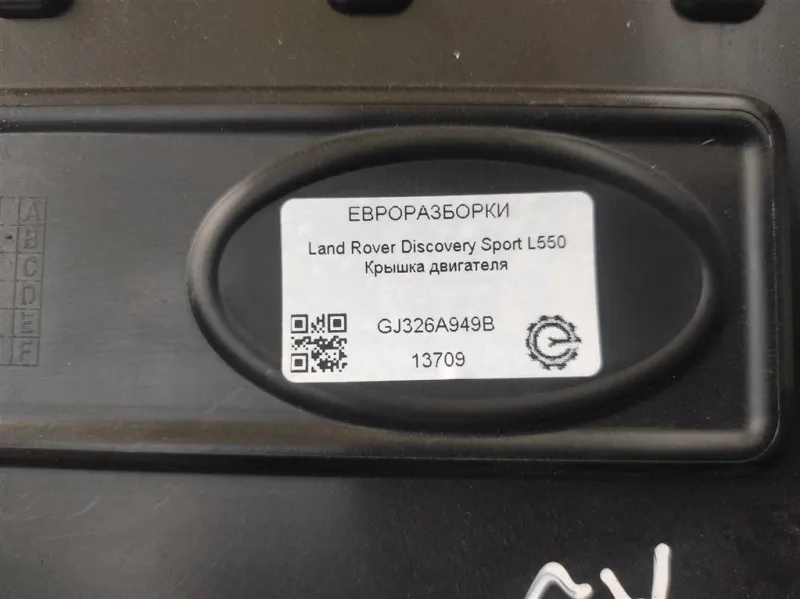 ЕВРОРАЗБОРКИ
Land Rover Discovery Sport L550
Крышка двигателя
GJ326A949B
13709
A
B
C
D
E
F